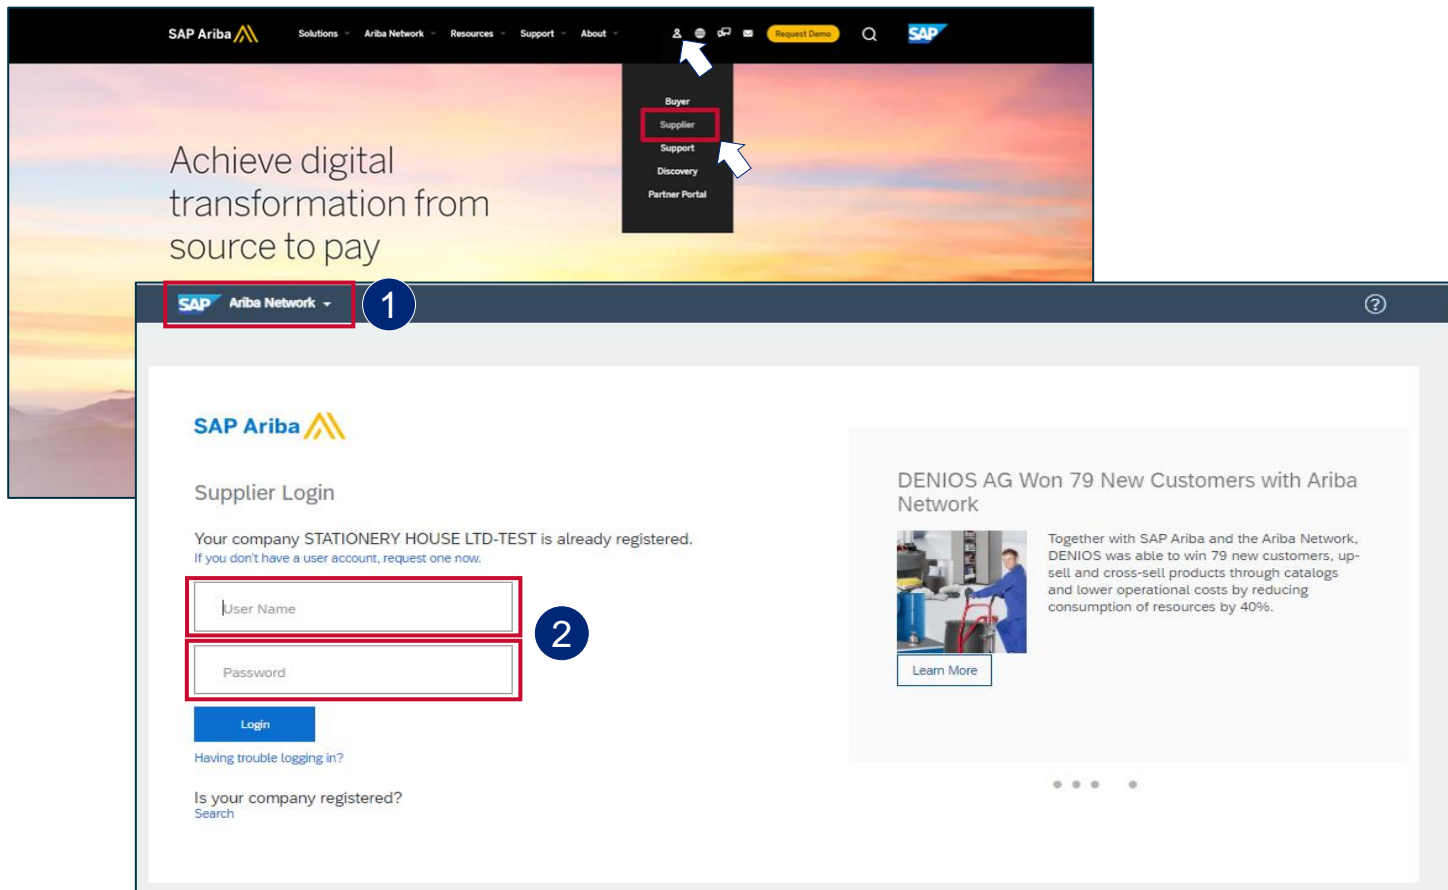 SAP Ariba
Solutions Ariba Network Resources Support About Request Demo SAP
Buyer
Supplier
Support
Discovery
Partner Portal
Achieve digital
transformation from
source to pay
SAP Ariba Network
1
SAP Ariba
Supplier Login
Your company STATIONERY HOUSE LTD-TEST is already registered.
If you don't have a user account, request one now.
User Name
2
Password
Login
Having trouble logging in?
Is your company registered?
Search
DENIOS AG Won 79 New Customers with Ariba
Network
Together with SAP Ariba and the Ariba Network,
DENIOS was able to win 79 new customers, up-
sell and cross-sell products through catalogs
and lower operational costs by reducing
consumption of resources by 40%.
Learn More